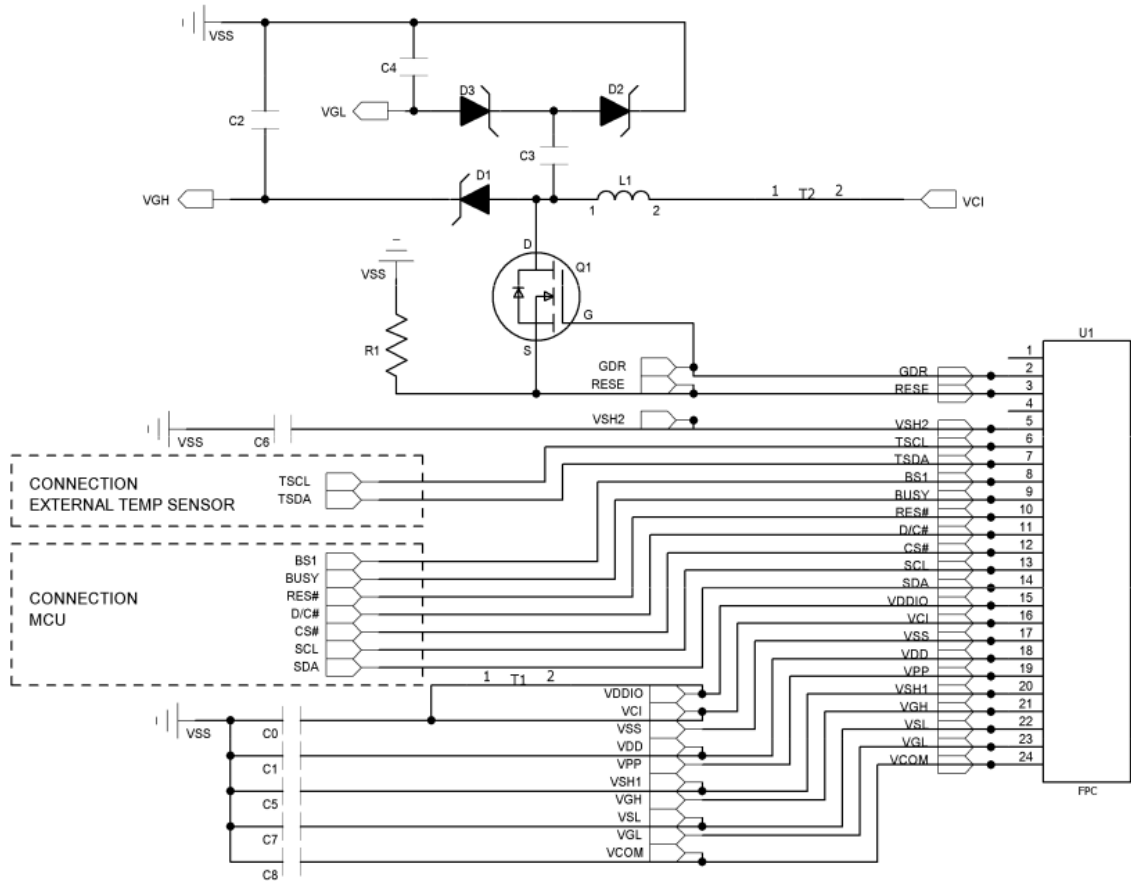 VSS
C4
D3
D2
C2
VGL
C3
D1
L1
1 T2 2
VGH
1 2
VCI
D
VSS
Q1
G
R1
S
U1
GDR
RESE
GDR
RESE
1
2
3
4
VSH2
VSS
C6
VSH2 5
TSCL 6
TSDA 7
BS1 8
BUSY 9
RES# 10
D/C# 11
CS# 12
SCL 13
SDA 14
VDDIO 15
VCI 16
VSS 17
VDD 18
VPP 19
VSH1 20
VGH 21
VSL 22
VGL 23
VCOM 24
FPC
CONNECTION
EXTERNAL TEMP SENSOR
TSCL
TSDA
CONNECTION
MCU
BS1
BUSY
RES#
D/C#
CS#
SCL
SDA
1 T1 2
VSS
C0
C1
C5
C7
C8
VDDIO
VCI
VSS
VDD
VPP
VSH1
VGH
VSL
VGL
VCOM